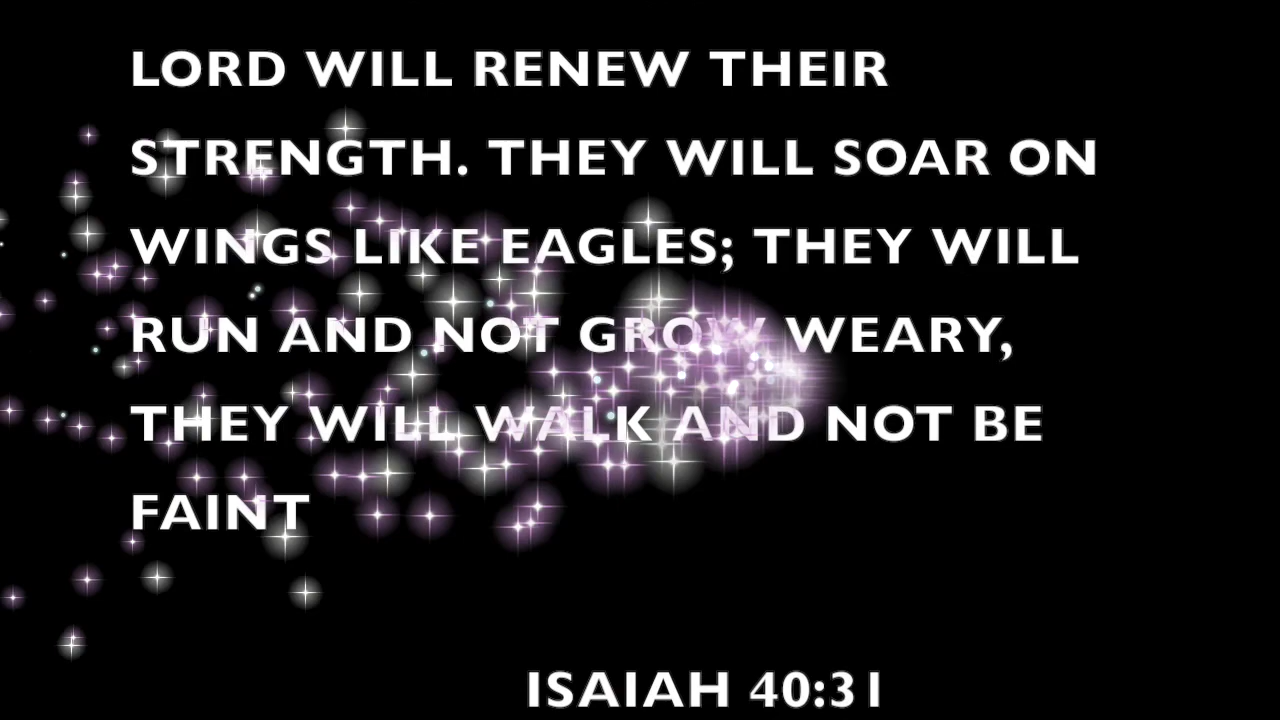 LORD WILL RENEW THEIR
STRENGTH. THEY WILL SOAR ON
WINGS LIKE EAGLES; THEY WILL
RUN AND NOT GROW WEARY,
THEY WILL WALK AND NOT BE
FAINT
ISAIAH 40:31